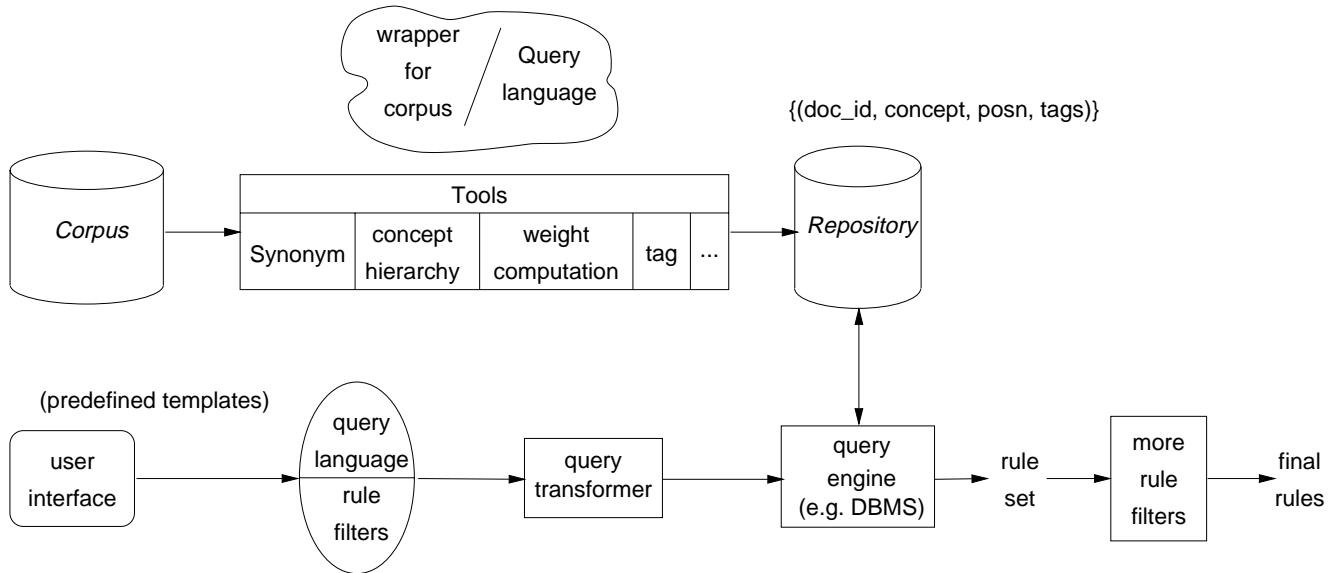 wrapper
for
corpus
Query
language
{(doc_id, concept, posn, tags)}
Corpus
Tools
Synonym
concept
hierarchy
weight
computation
tag
...
Repository
(predefined templates)
user
interface
query
language
rule
filters
query
transformer
query
engine
(e.g. DBMS)
rule
set
more
rule
filters
final
rules